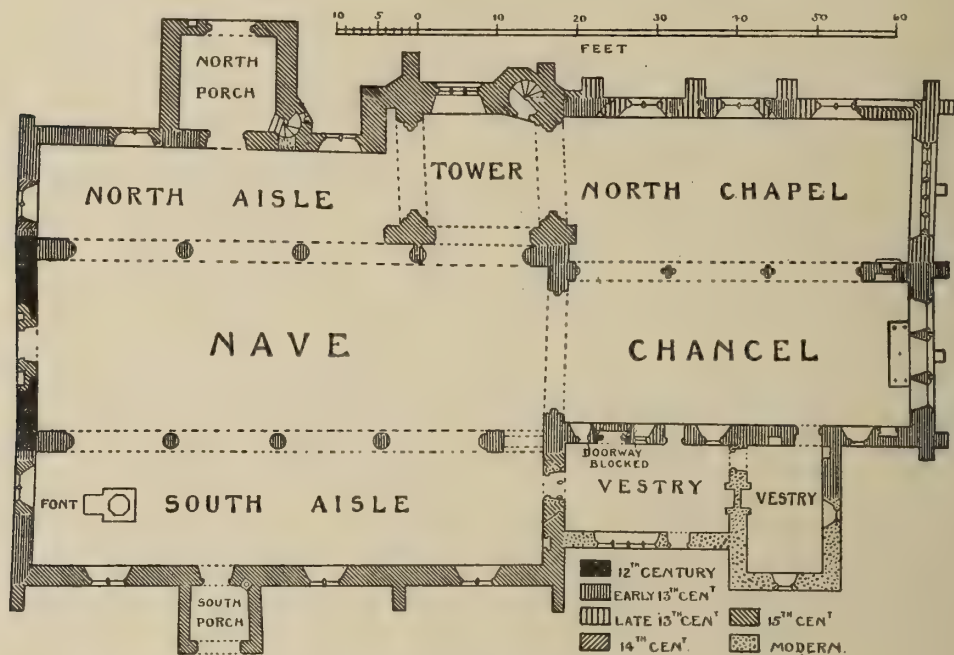 10 5 0 10 20 30 40 50 60
FEET
NORTH
PORCH
NORTH AISLE
TOWER
NORTH CHAPEL
NAVE
CHANCEL
DOORWAY
BLOCKED
FONT
SOUTH AISLE
VESTRY
VESTRY
SOUTH
PORCH
12TH CENTURY
EARLY 13TH CENT
LATE 13TH CENT
14TH CENT.
15TH CENT
MODERN.